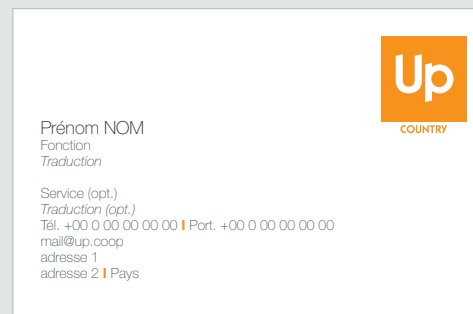 Up
COUNTRY
Prénom NOM
Fonction
Traduction
Service (opt.)
Traduction (opt.)
Tél. +00 0 00 00 00 00 I Port. +00 0 00 00 00 00
mail@up.coop
adresse 1
adresse 2 I Pays